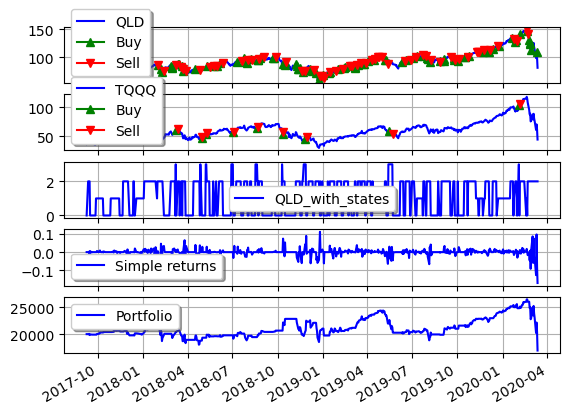 150
100
QLD
Buy
Sell
100
50
TQQQ
Buy
Sell
2
0
QLD_with_states
0.1
0.0
−0.1
Simple returns
25000
20000
Portfolio
2017-10 2018-01 2018-04 2018-07 2018-10 2019-01 2019-04 2019-07 2019-10 2020-01 2020-04